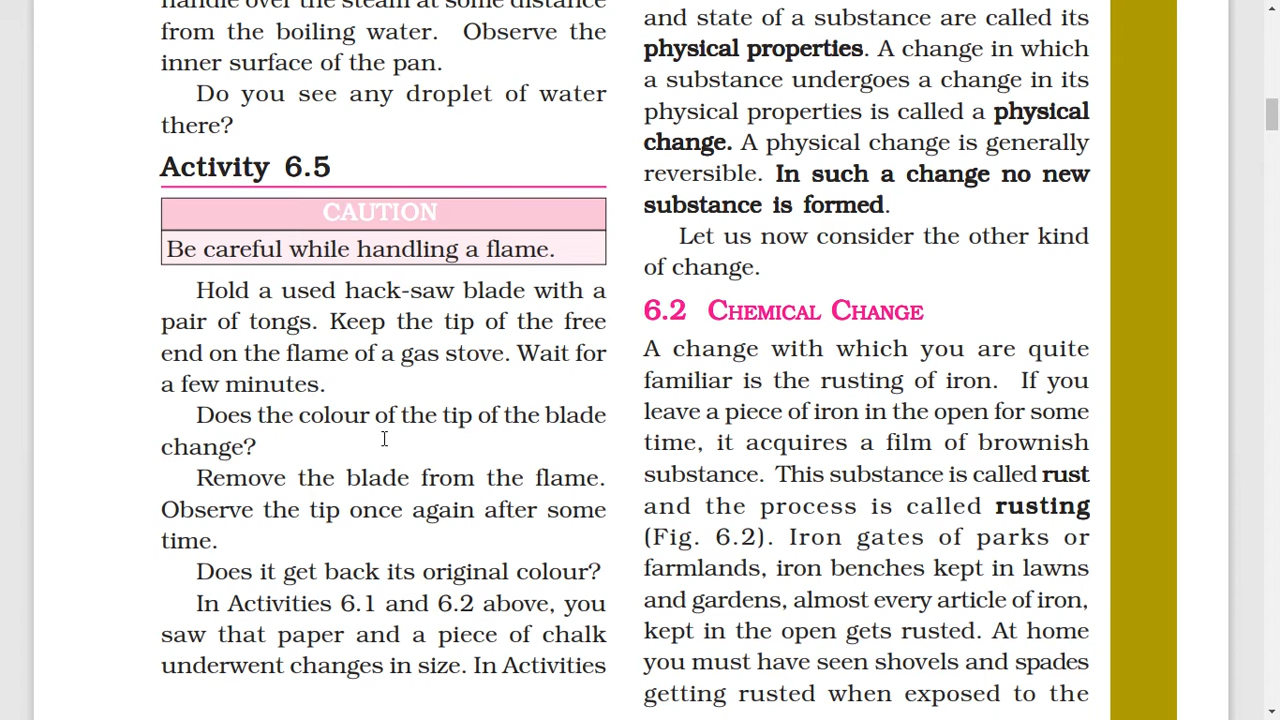 handle over the steam at some distance
from the boiling water. Observe the
inner surface of the pan.
Do you see any droplet of water
there?
Activity 6.5
CAUTION
Be careful while handling a flame.
Hold a used hack-saw blade with a
pair of tongs. Keep the tip of the free
end on the flame of a gas stove. Wait for
a few minutes.
Does the colour of the tip of the blade
change?
Remove the blade from the flame.
Observe the tip once again after some
time.
Does it get back its original colour?
In Activities 6.1 and 6.2 above, you
saw that paper and a piece of chalk
underwent changes in size. In Activities
and state of a substance are called its
physical properties. A change in which
a substance undergoes a change in its
physical properties is called a physical
change. A physical change is generally
reversible. In such a change no new
substance is formed.
Let us now consider the other kind
of change.
6.2 CHEMICAL CHANGE
A change with which you are quite
familiar is the rusting of iron. If you
leave a piece of iron in the open for some
time, it acquires a film of brownish
substance. This substance is called rust
and the process is called rusting
(Fig. 6.2). Iron gates of parks or
farmlands, iron benches kept in lawns
and gardens, almost every article of iron,
kept in the open gets rusted. At home
you must have seen shovels and spades
getting rusted when exposed to the